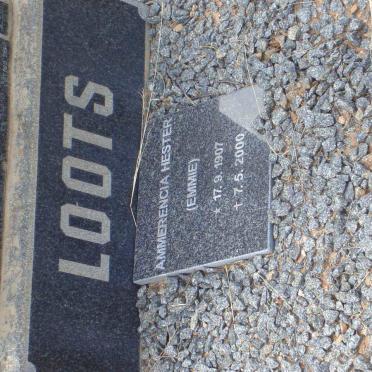 LOOTS
AMMERENCIA HESTER
(EMMIE)
* 17. 9. 1907
+ 7. 5. 2000